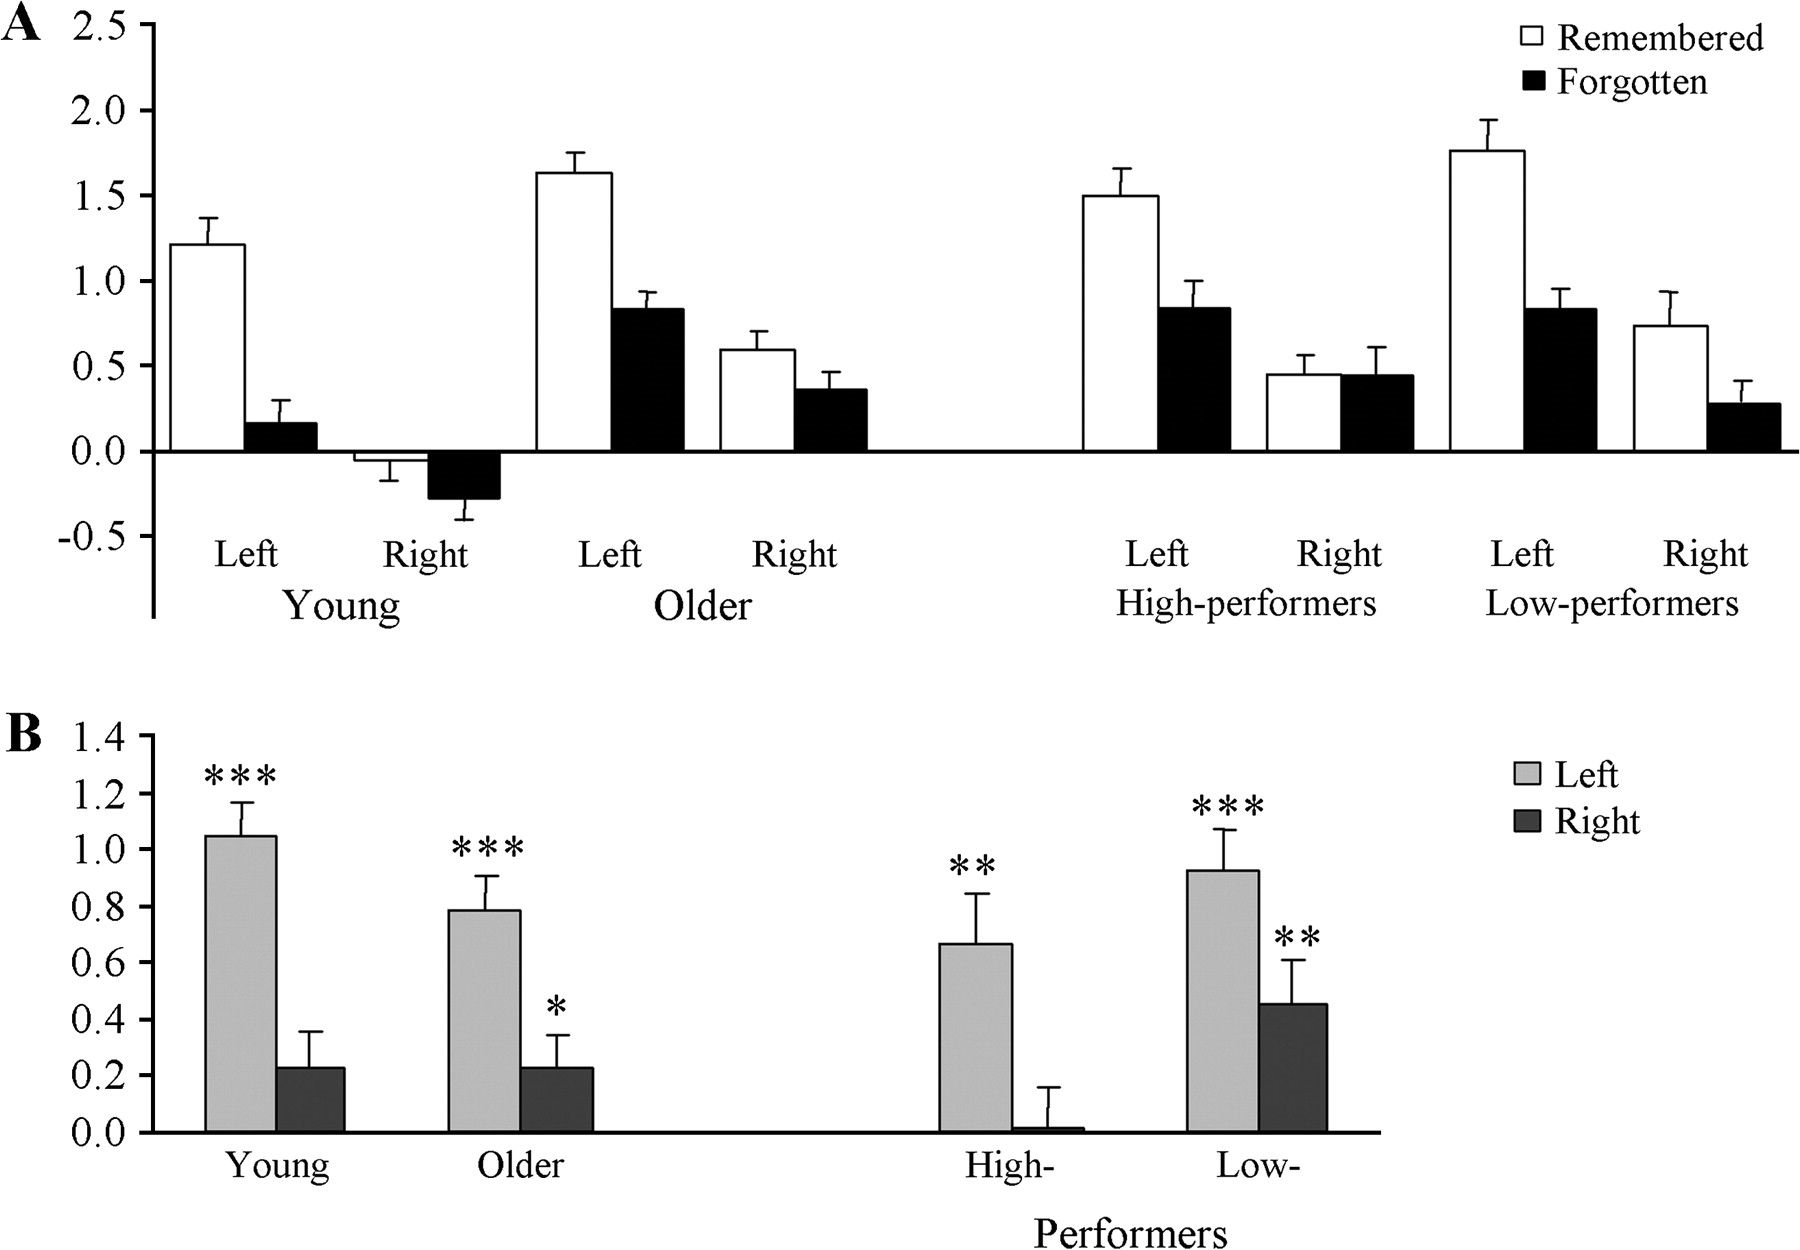 A
2.5
2.0
1.5
1.0
0.5
0.0
-0.5
Remembered
Forgotten
Left Right Left Right Left Right Left Right
Young Older High-performers Low-performers
B
1.4
1.2
1.0
0.8
0.6
0.4
0.2
0.0
*** *** * ** *** **
Left
Right
Young Older High- Low-
Performers